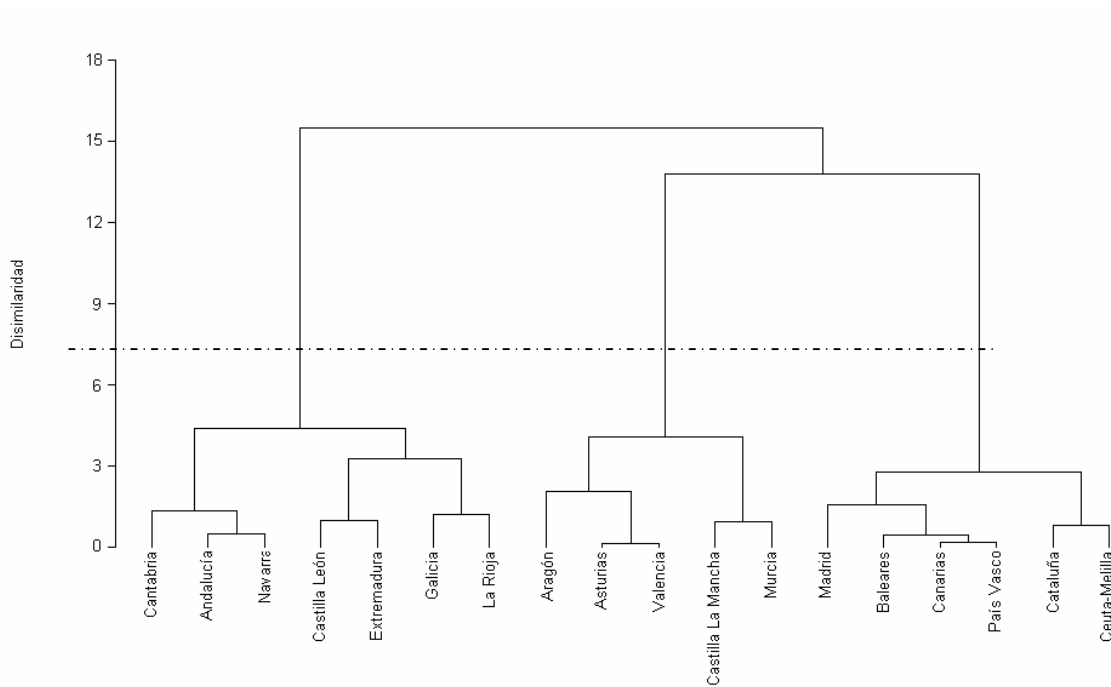 18
15
12
9
6
3
0
Disimilaridad
Cantabria
Andalucía
Navarra
Castilla León
Extremadura
Galicia
La Rioja
Aragón
Asturias
Valencia
Castilla La Mancha
Murcia
Madrid
Baleares
Canarias
País Vasco
Cataluña
Ceuta-Melilla